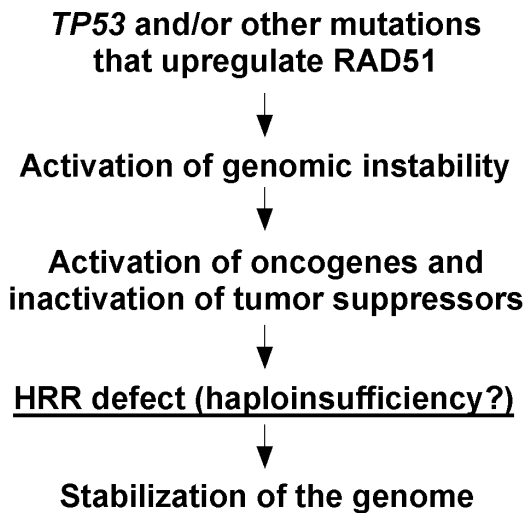 TP53 and/or other mutations
that upregulate RAD51
Activation of genomic instability
Activation of oncogenes and
inactivation of tumor suppressors
HRR defect (haploinsufficiency?)
Stabilization of the genome